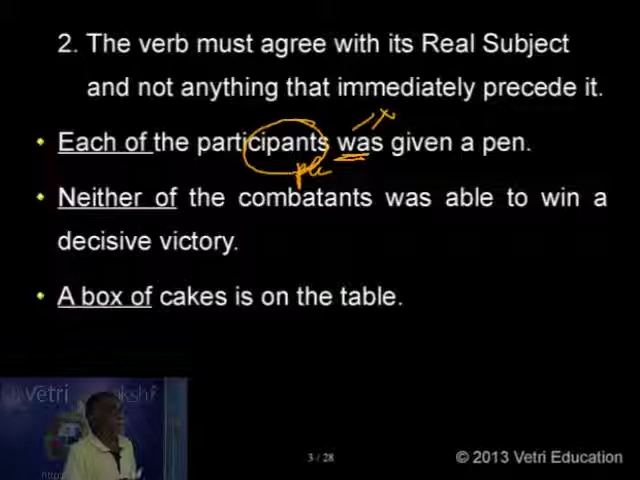 2. The verb must agree with its Real Subject
and not anything that immediately precede it.
Each of the participants was given a pen.
Neither of the combatants was able to win a
decisive victory.
A box of cakes is on the table.
vetri
3 / 28
© 2013 Vetri Education